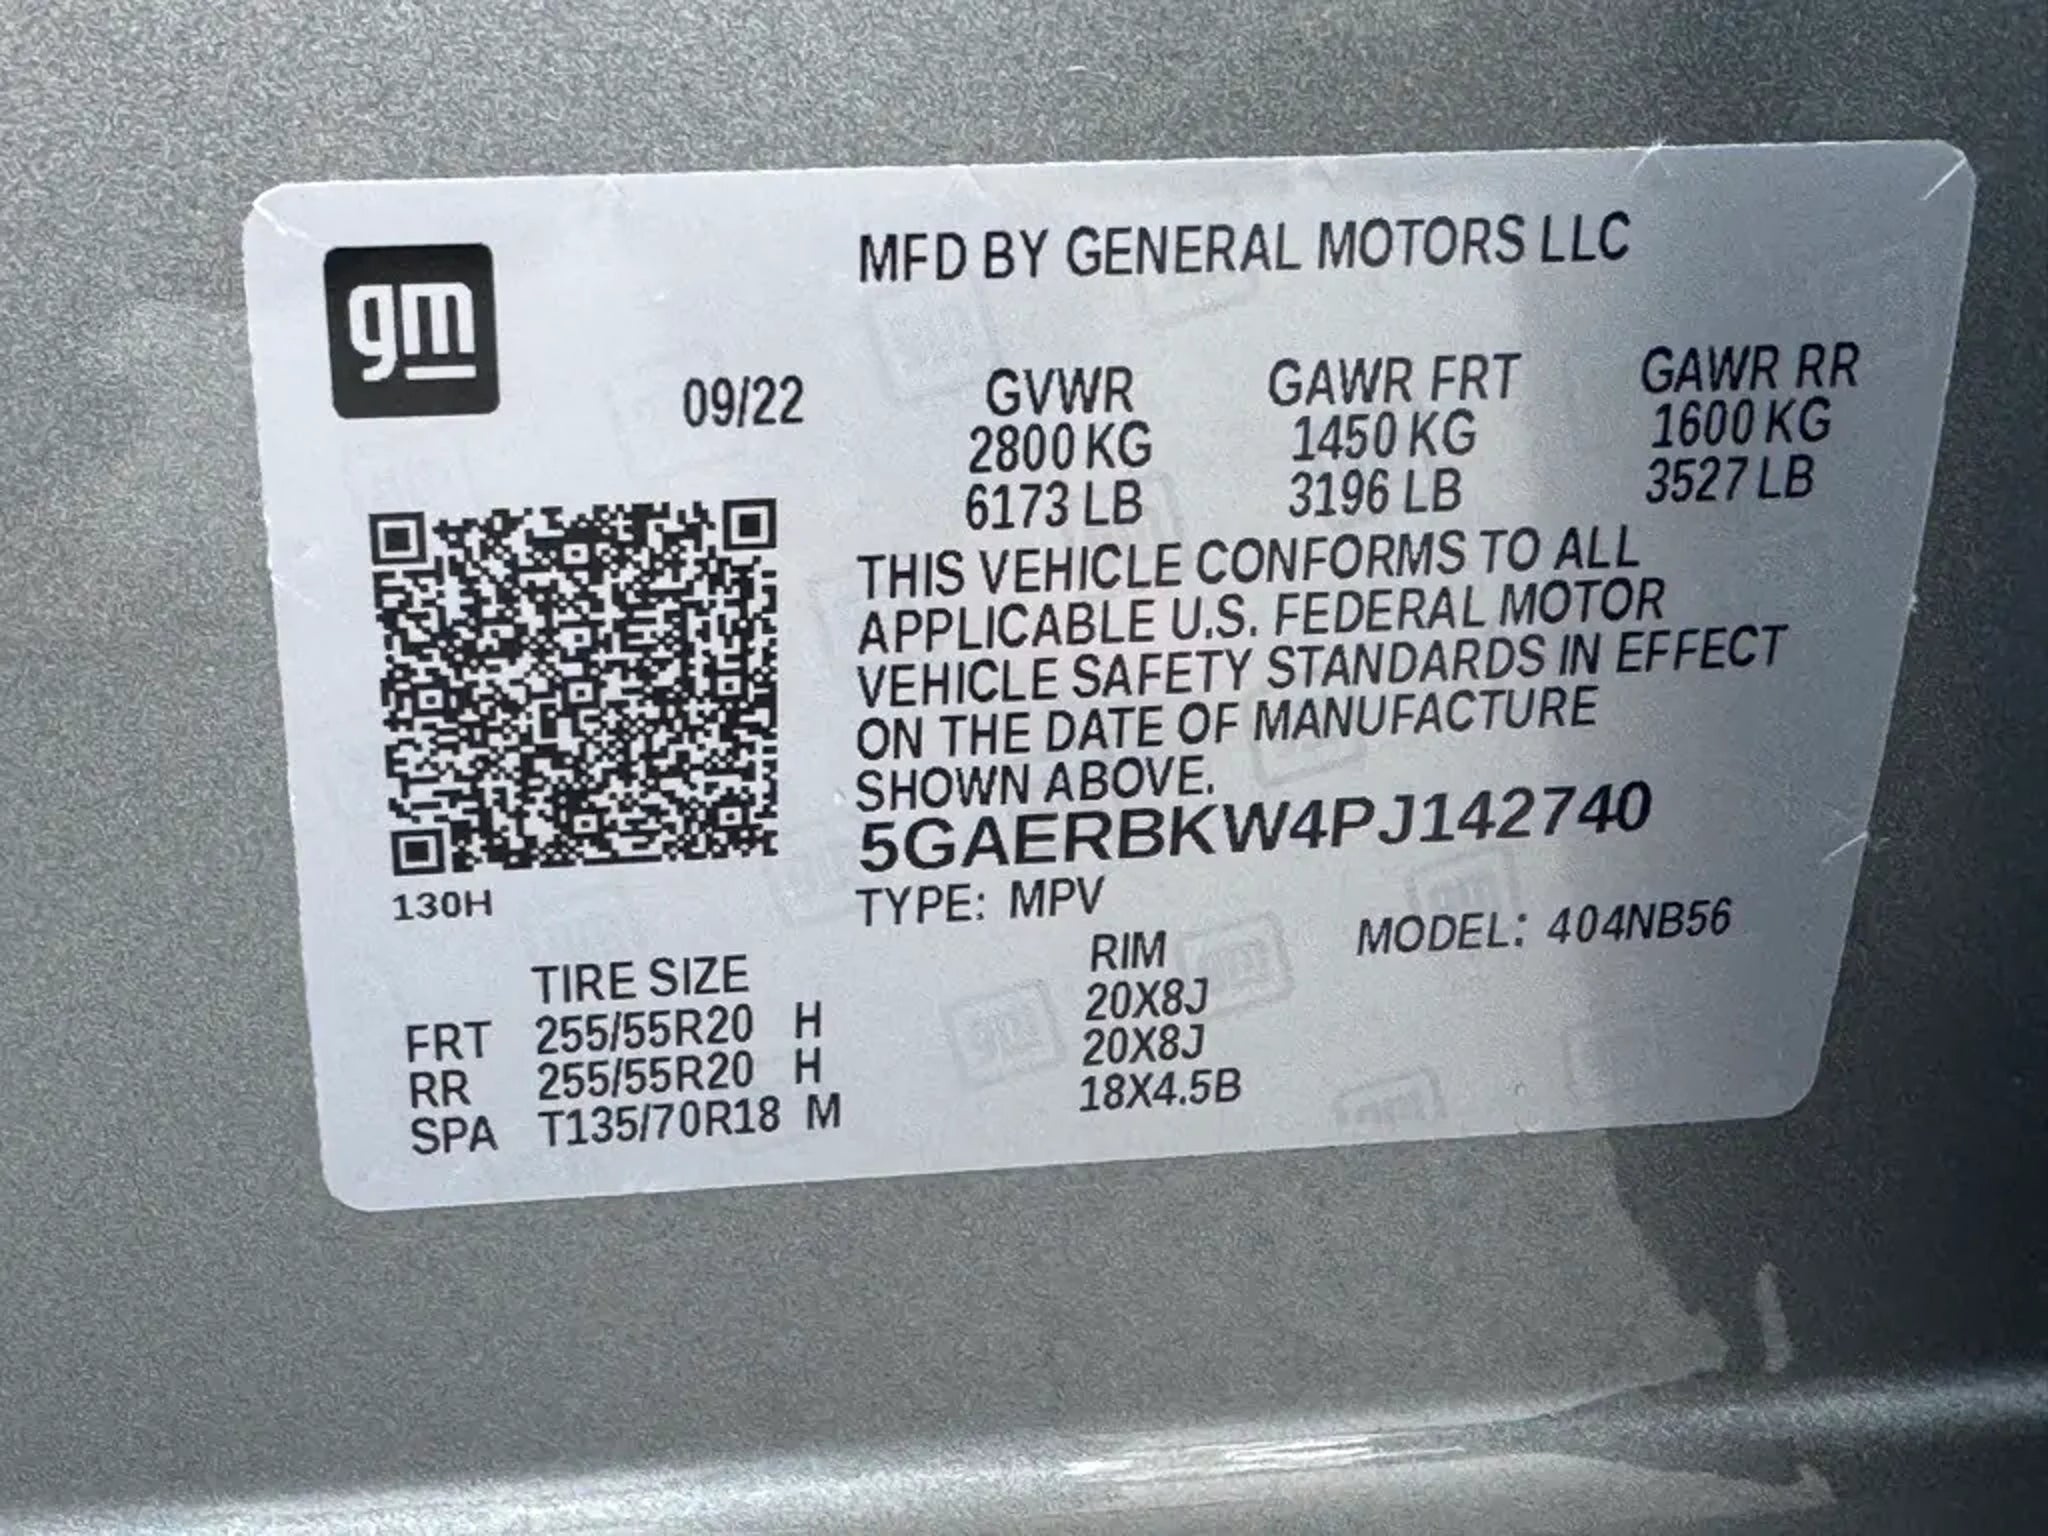 gm
MFD BY GENERAL MOTORS LLC
09/22
GVWR GAWR FRT GAWR RR
2800 KG 1450 KG 1600 KG
6173 LB 3196 LB 3527 LB
THIS VEHICLE CONFORMS TO ALL
APPLICABLE U.S. FEDERAL MOTOR
VEHICLE SAFETY STANDARDS IN EFFECT
ON THE DATE OF MANUFACTURE
SHOWN ABOVE.
5GAERBKW4PJ142740
130H
TYPE: MPV
MODEL: 404NB56
TIRE SIZE RIM
FRT 255/55R20 H 20X8J
RR 255/55R20 H 20X8J
SPA T135/70R18 M 18X4.5B